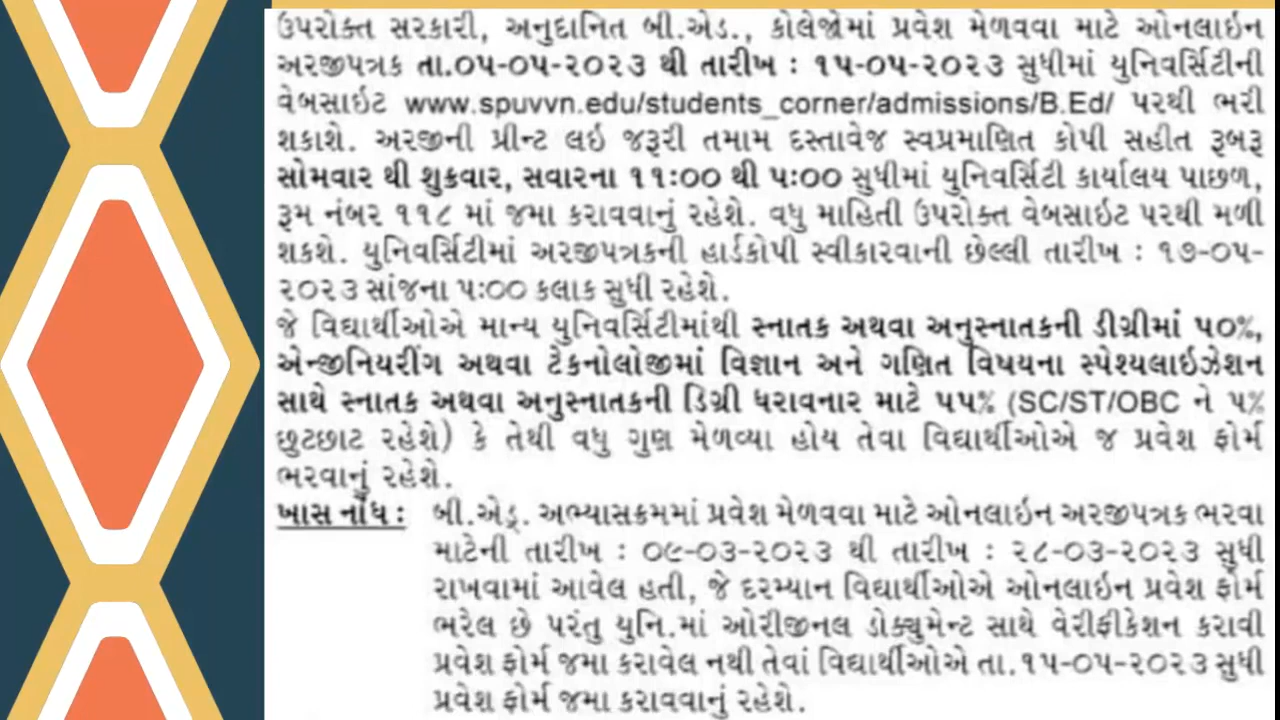 ઉપરોક્ત સરકારી, અનુદાનિત બી.એડ., કોલેજોમાં પ્રવેશ મેળવવા માટે ઓનલાઇન
અરજીપત્રક તા.૦૫-૦૫-૨૦૨૩ થી તારીખ : ૧૫-૦૫-૨૦૨૩ સુધીમાં યુનિવર્સિટીની
વેબસાઇટ www.spuvvn.edu/students_corner/admissions/B.Ed/ પરથી ભરી
શકાશે. અરજીની પ્રીન્ટ લઇ જરૂરી તમામ દસ્તાવેજ સ્વપ્રમાણિત કોપી સહીત રૂબરૂ
સોમવાર થી શુક્રવાર, સવારના ૧૧:૦૦ થી ૫:૦૦ સુધીમાં યુનિવર્સિટી કાર્યાલય પાછળ,
રૂમ નંબર ૧૧૮ માં જમા કરાવવાનું રહેશે. વધુ માહિતી ઉપરોક્ત વેબસાઇટ પરથી મળી
શકશે. યુનિવર્સિટીમાં અરજીપત્રકની હાર્ડકોપી સ્વીકારવાની છેલ્લી તારીખ : ૧૭-૦૫-
૨૦૨૩ સાંજના ૫:૦૦ કલાક સુધી રહેશે.
જે વિદ્યાર્થીઓએ માન્ય યુનિવર્સિટીમાંથી સ્નાતક અથવા અનુસ્નાતકની ડીગ્રીમાં ૫૦%,
એન્જીનિયરીંગ અથવા ટેકનોલોજીમાં વિજ્ઞાન અને ગણિત વિષયના સ્પેશ્યલાઇઝેશન
સાથે સ્નાતક અથવા અનુસ્નાતકની ડિગ્રી ધરાવનાર માટે ૫૫% (SC/ST/OBC ને ૫%
છુટછાટ રહેશે) કે તેથી વધુ ગુણ મેળવ્યા હોય તેવા વિદ્યાર્થીઓએ જ પ્રવેશ ફોર્મ
ભરવાનું રહેશે.
ખાસ નોંધ : બી.એડ્. અભ્યાસક્રમમાં પ્રવેશ મેળવવા માટે ઓનલાઇન અરજીપત્રક ભરવા
માટેની તારીખ : ૦૯-૦૩-૨૦૨૩ થી તારીખ : ૨૮-૦૩-૨૦૨૩ સુધી
રાખવામાં આવેલ હતી, જે દરમ્યાન વિદ્યાર્થીઓએ ઓનલાઇન પ્રવેશ ફોર્મ
ભરેલ છે પરંતુ યુનિ.માં ઓરીજીનલ ડોક્યુમેન્ટ સાથે વેરીફીકેશન કરાવી
પ્રવેશ ફોર્મ જમા કરાવેલ નથી તેવાં વિદ્યાર્થીઓએ તા.૧૫-૦૫-૨૦૨૩ સુધી
પ્રવેશ ફોર્મ જમા કરાવવાનું રહેશે.